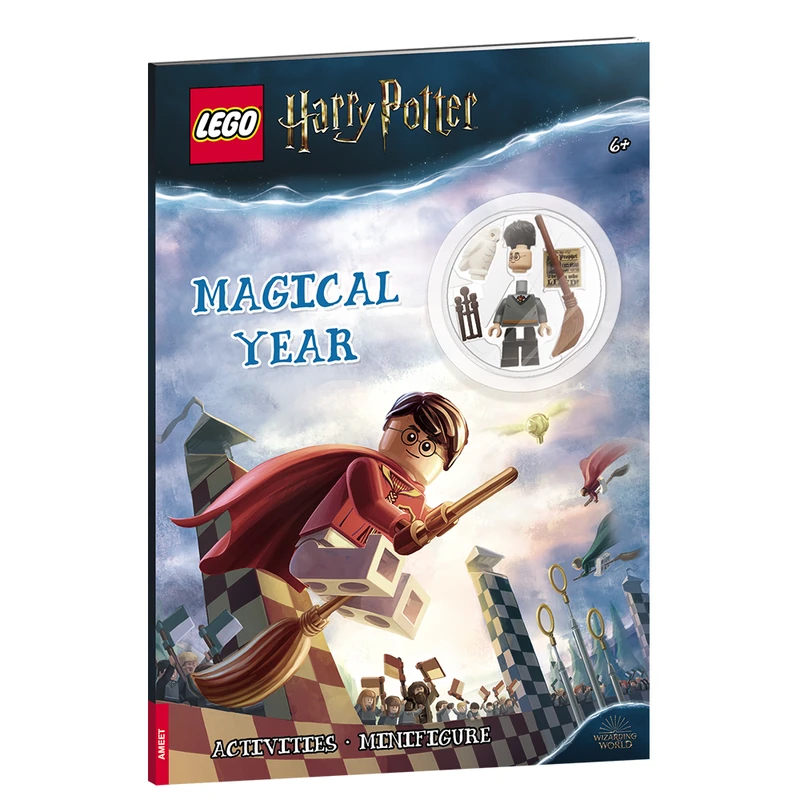 LEGO
Harry Potter
6+
MAGICAL
YEAR
ACTIVITIES · MINIFIGURE
WIZARDING
WORLD
AMEET